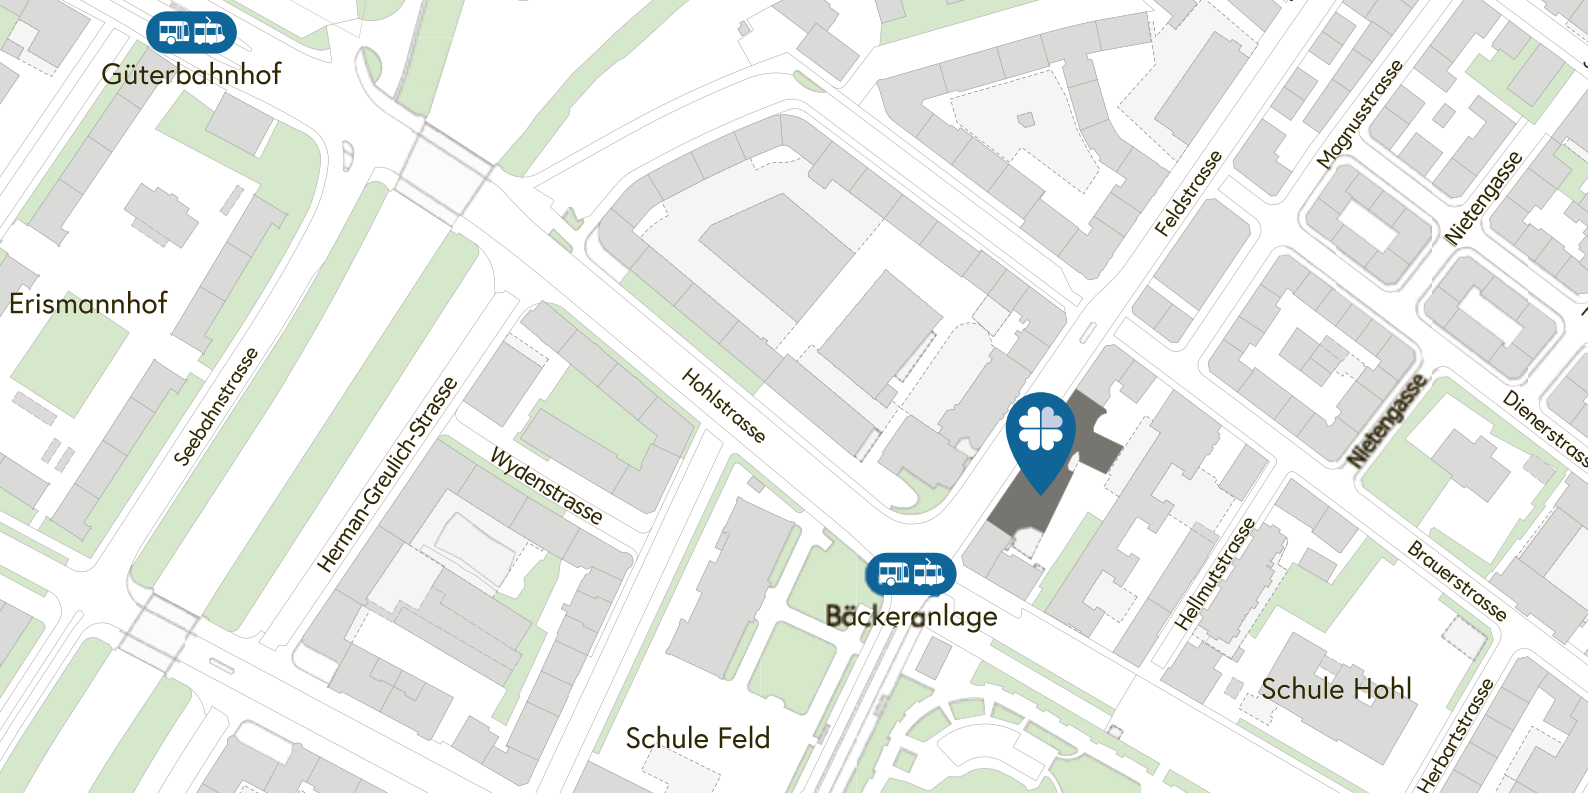 Güterbahnhof
Magnusstrasse
Nietengasse
Feldstrasse
Erismannhof
Seebahnstrasse
Herman-Greulich-Strasse
Hohlstrasse
Nietengasse
Dienerstrass
Wydenstrasse
Hellmutstrasse
Brauerstrasse
Bäckeranlage
Schule Hohl
Schule Feld
Herbartstrasse